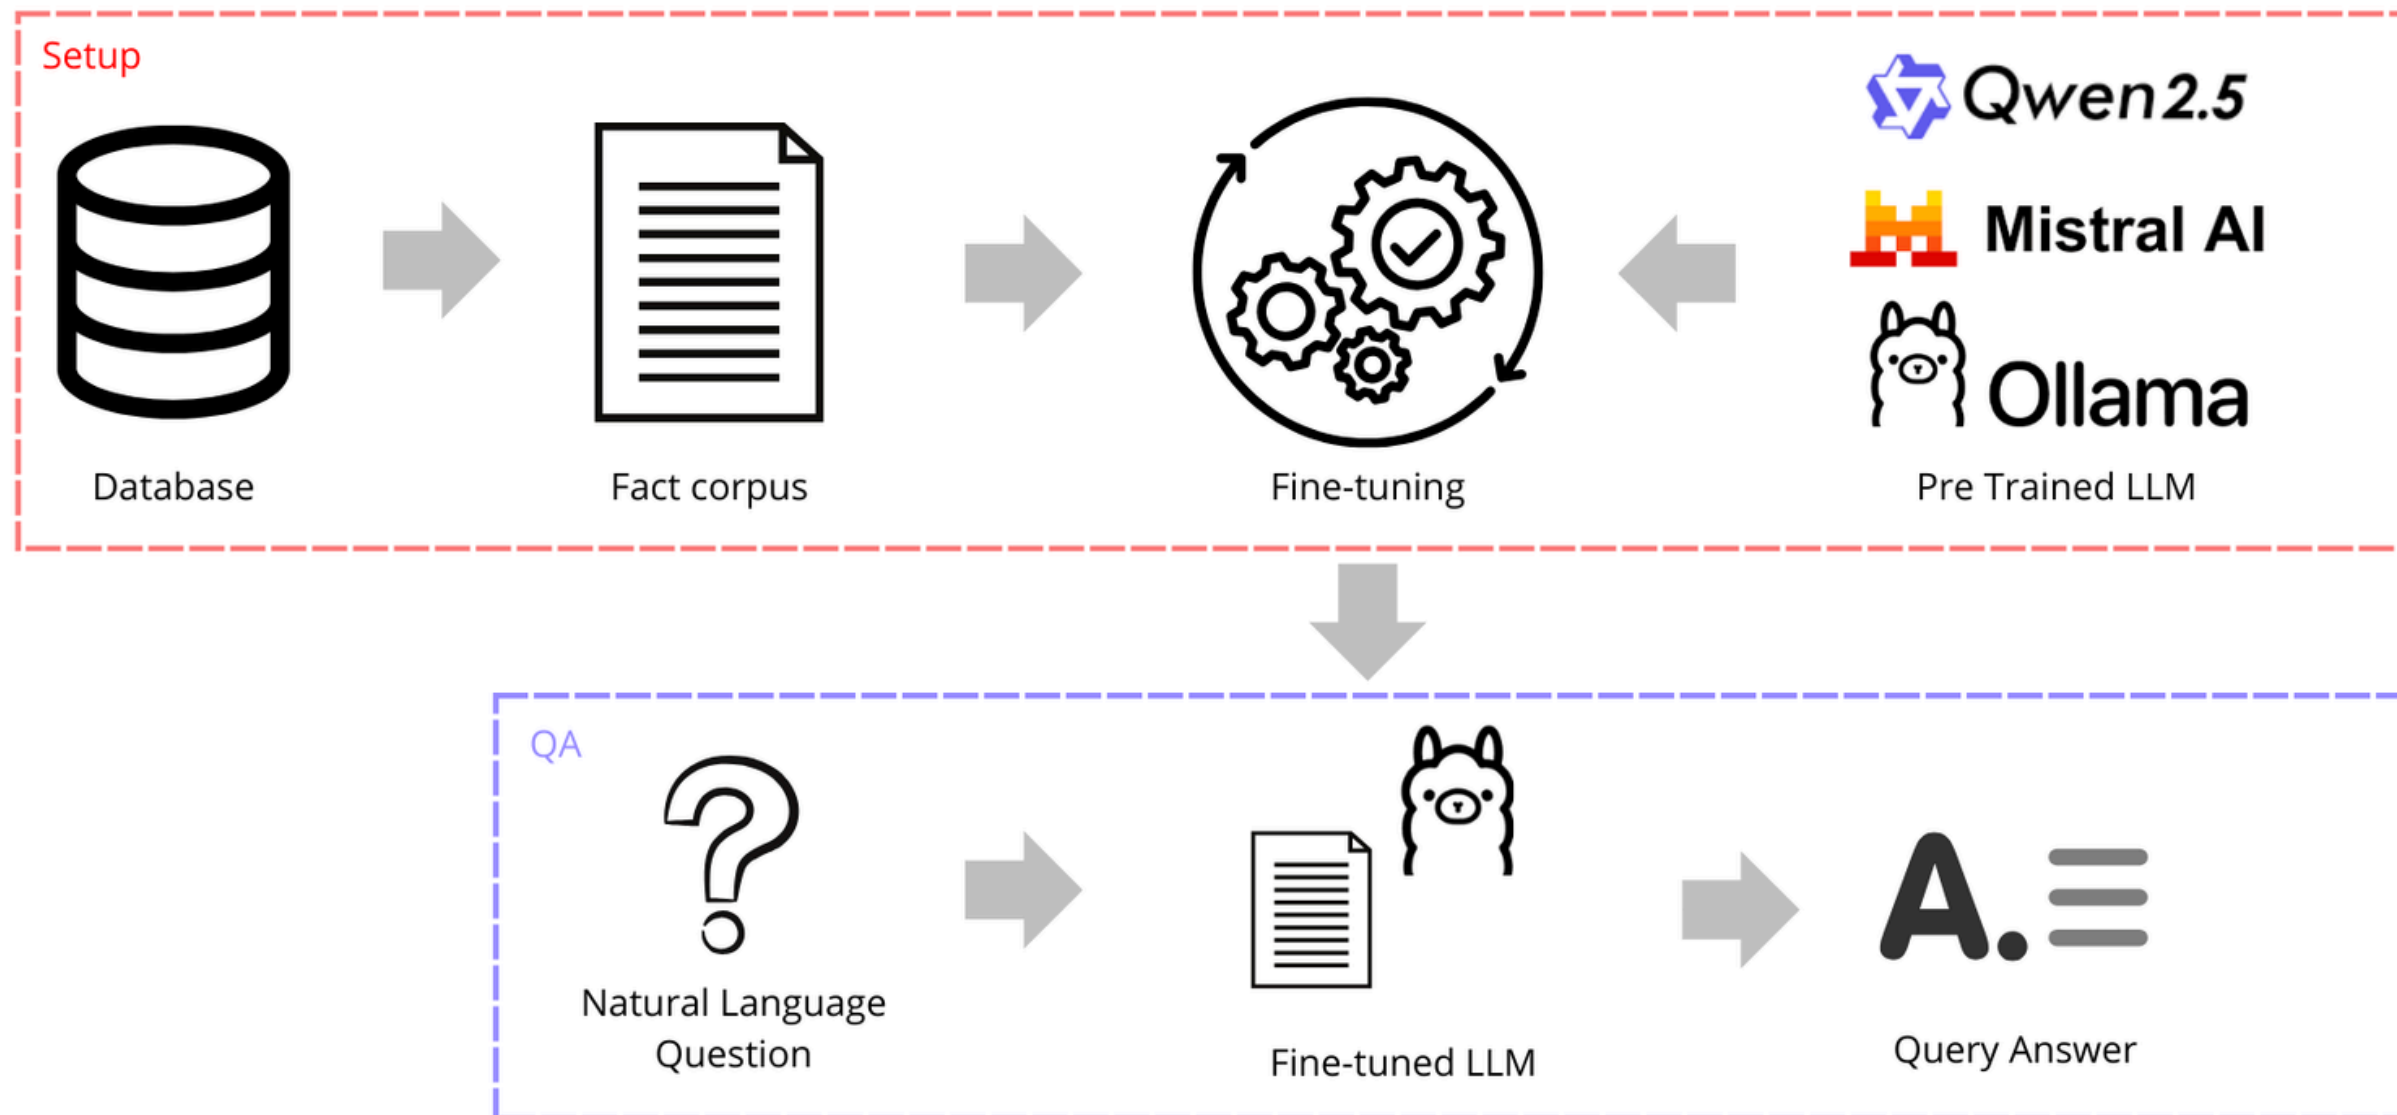 Setup
Qwen2.5
Mistral AI
Ollama
Database
Fact corpus
Fine-tuning
Pre Trained LLM
QA
A.
Natural Language
Question
Fine-tuned LLM
Query Answer